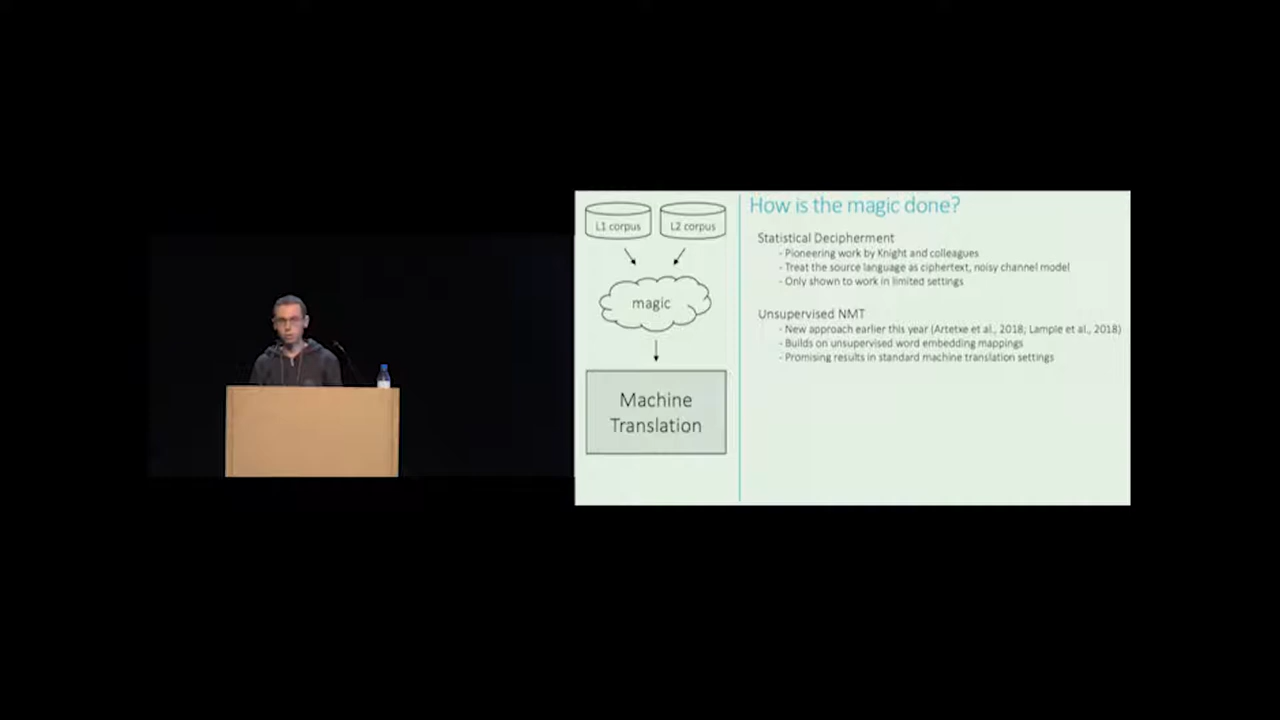 L1 corpus
L2 corpus
magic
Machine
Translation
How is the magic done?
Statistical Decipherment
- Pioneering work by Knight and colleagues
- Treat the source language as ciphertext, noisy channel model
- Only shown to work in limited settings
Unsupervised NMT
- New approach earlier this year (Artetxe et al., 2018; Lample et al., 2018)
- Builds on unsupervised word embedding mappings
- Promising results in standard machine translation settings